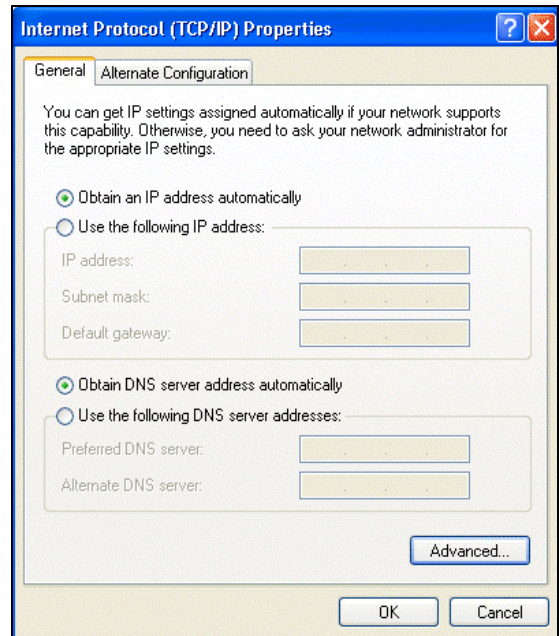 Internet Protocol (TCP/IP) Properties
General
Alternate Configuration
You can get IP settings assigned automatically if your network supports
this capability. Otherwise, you need to ask your network administrator for
the appropriate IP settings.
Obtain an IP address automatically
Use the following IP address:
IP address:
Subnet mask:
Default gateway:
Obtain DNS server address automatically
Use the following DNS server addresses:
Preferred DNS server:
Alternate DNS server:
Advanced...
OK
Cancel